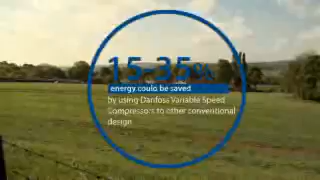 15-35%
energy could be saved
by using Danfoss Variable Speed
Compressors to other conventional
design